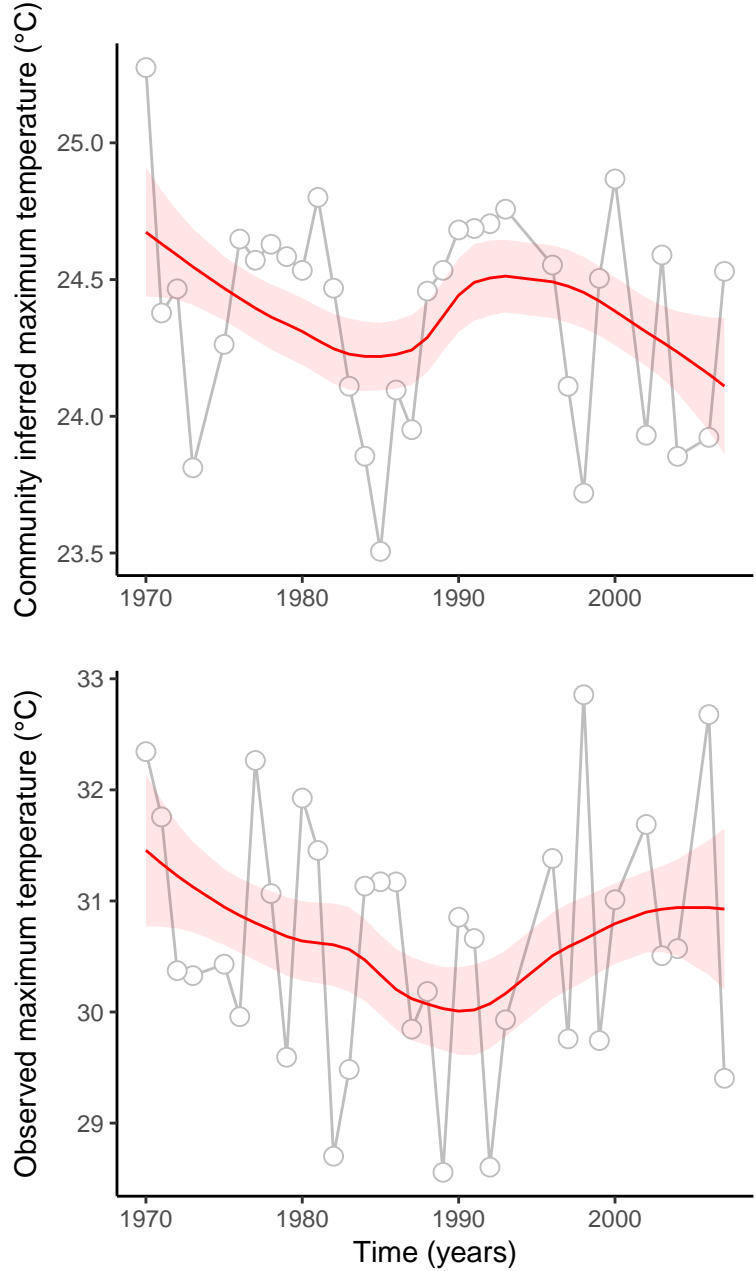 Community inferred maximum temperature (°C)
25.0
24.5
24.0
23.5
1970 1980 1990 2000
Observed maximum temperature (°C)
33
32
31
30
29
1970 1980 1990 2000
Time (years)